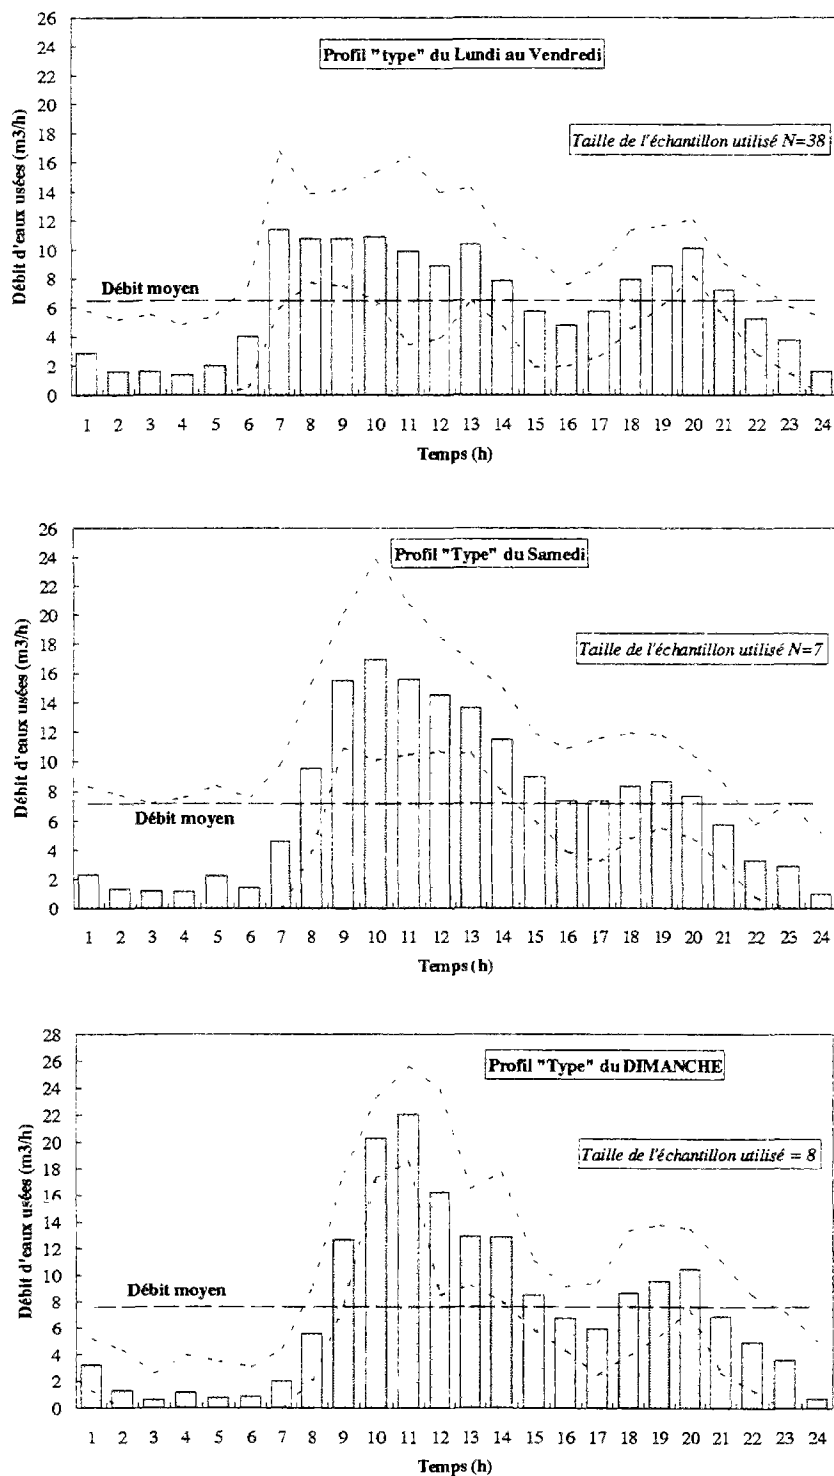 Profil "type" du Lundi au Vendredi
Taille de l'échantillon utilisé N=38
Débit d'eaux usées (m3/h)
26
24
22
20
18
16
14
12
10
8
6
4
2
0
Débit moyen
1 2 3 4 5 6 7 8 9 10 11 12 13 14 15 16 17 18 19 20 21 22 23 24
Temps (h)
Profil "Type" du Samedi
Taille de l'échantillon utilisé N=7
Débit d'eaux usées (m3/h)
26
24
22
20
18
16
14
12
10
8
6
4
2
0
Débit moyen
1 2 3 4 5 6 7 8 9 10 11 12 13 14 15 16 17 18 19 20 21 22 23 24
Temps (h)
Profil "Type" du DIMANCHE
Taille de l'échantillon utilisé = 8
Débit d'eaux usées (m3/h)
28
26
24
22
20
18
16
14
12
10
8
6
4
2
0
Débit moyen
1 2 3 4 5 6 7 8 9 10 11 12 13 14 15 16 17 18 19 20 21 22 23 24
Temps (h)